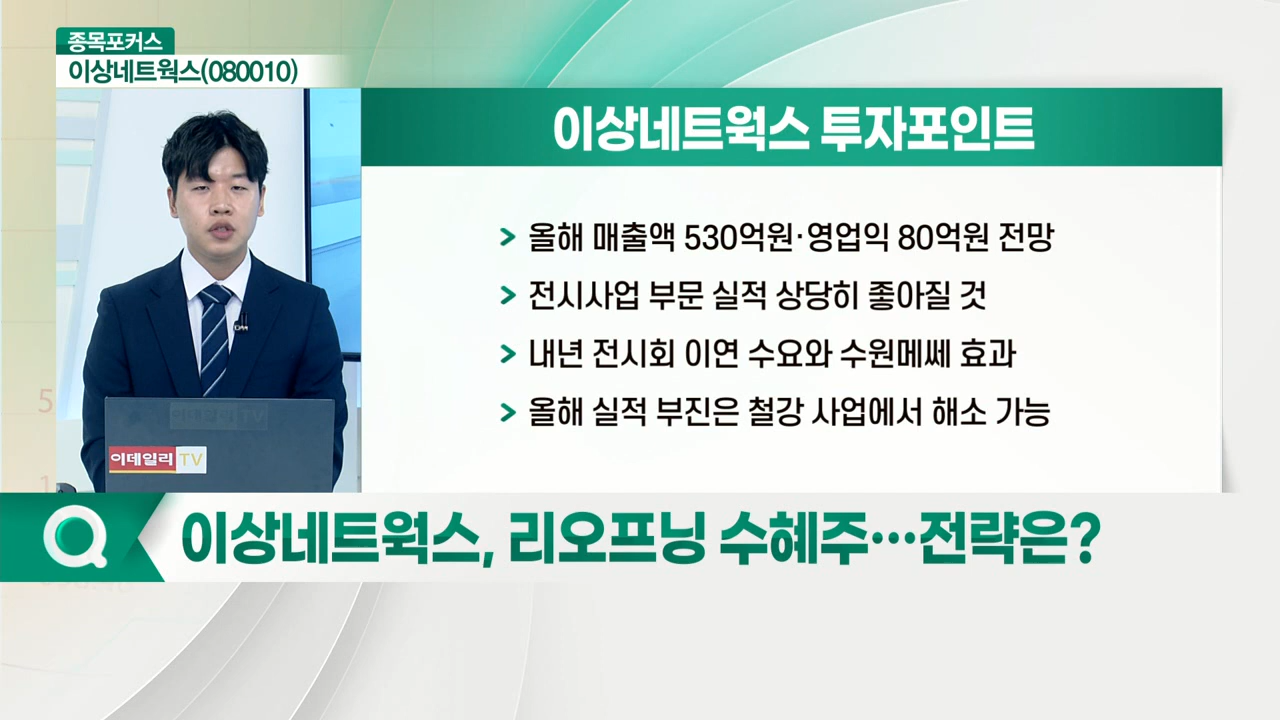 종목포커스
이상네트웍스(080010)
이상네트웍스 투자포인트
> 올해 매출액 530억원·영업익 80억원 전망
> 전시사업 부문 실적 상당히 좋아질 것
> 내년 전시회 이연 수요와 수원메쎄 효과
> 올해 실적 부진은 철강 사업에서 해소 가능
이데일리 TV
이상네트웍스, 리오프닝 수혜주…전략은?